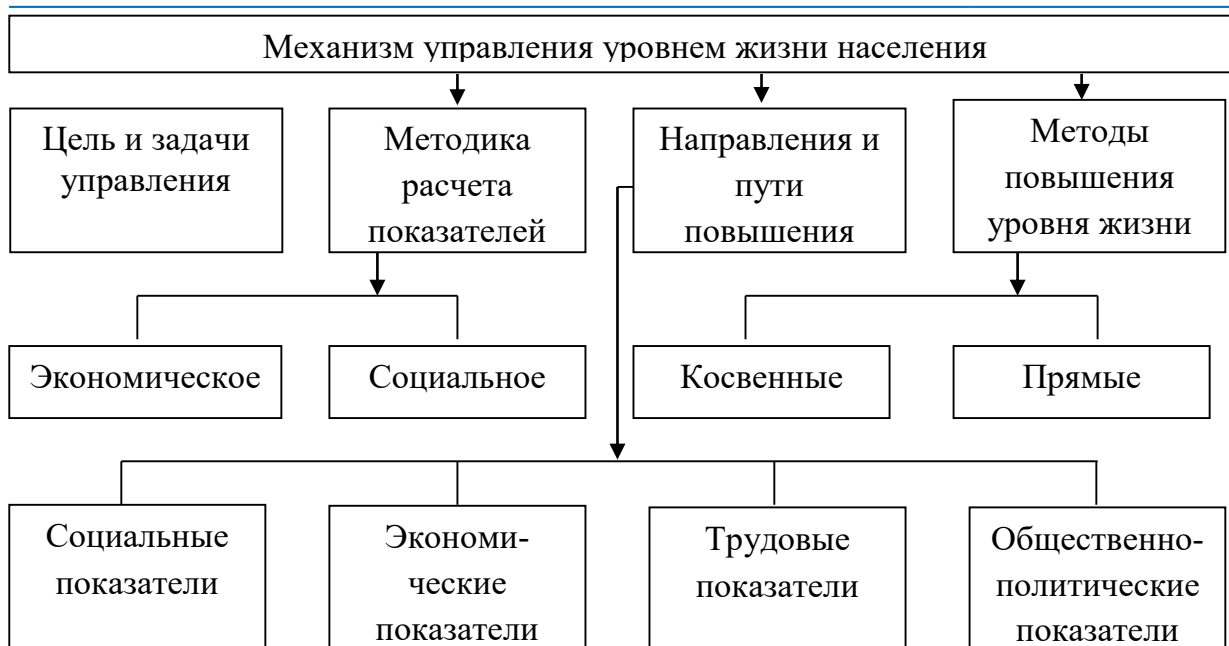 Механизм управления уровнем жизни населения
Цель и задачи
управления
Методика
расчета
показателей
Направления и
пути
повышения
Методы
повышения
уровня жизни
Экономическое
Социальное
Косвенные
Прямые
Социальные
показатели
Экономи-
ческие
показатели
Трудовые
показатели
Общественно-
политические
показатели